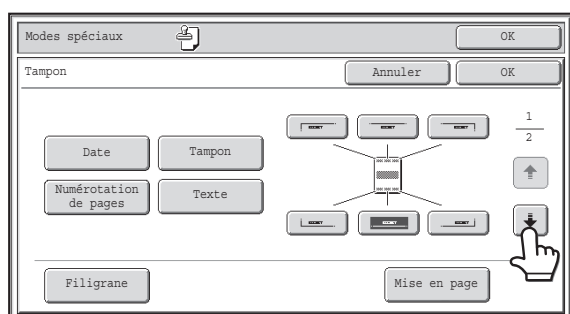 Modes spéciaux
OK
Tampon
Annuler
OK
1
2
Date
Tampon
Numérotation
de pages
Texte
Filigrane
Mise en page